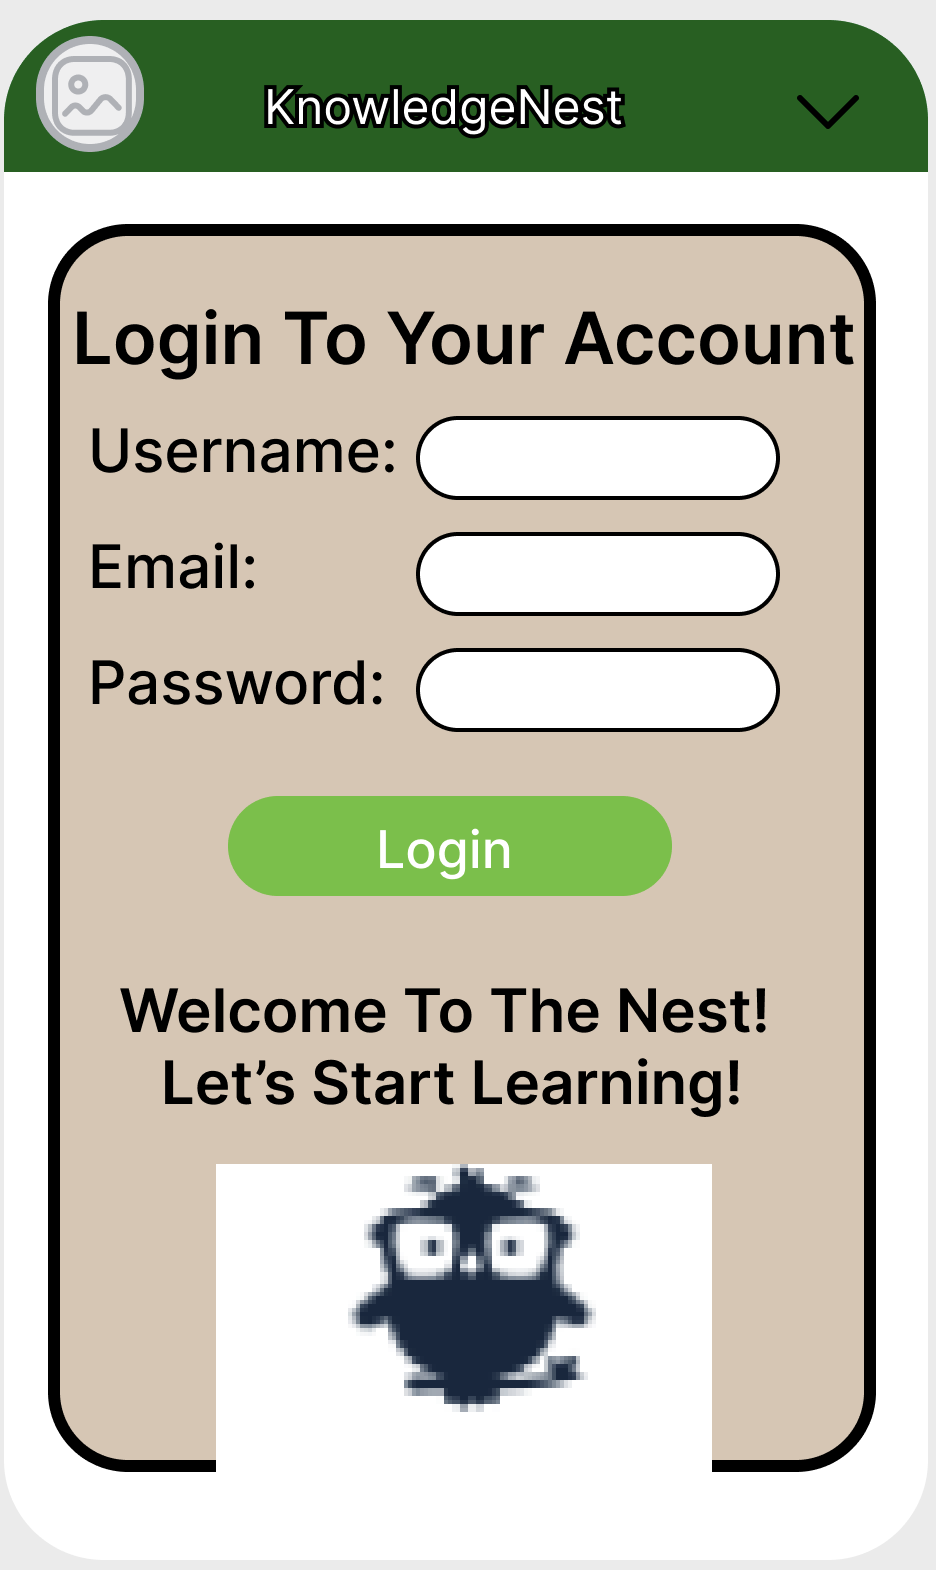 KnowledgeNest
Login To Your Account
Username:
Email:
Password:
Login
Welcome To The Nest!
Let’s Start Learning!